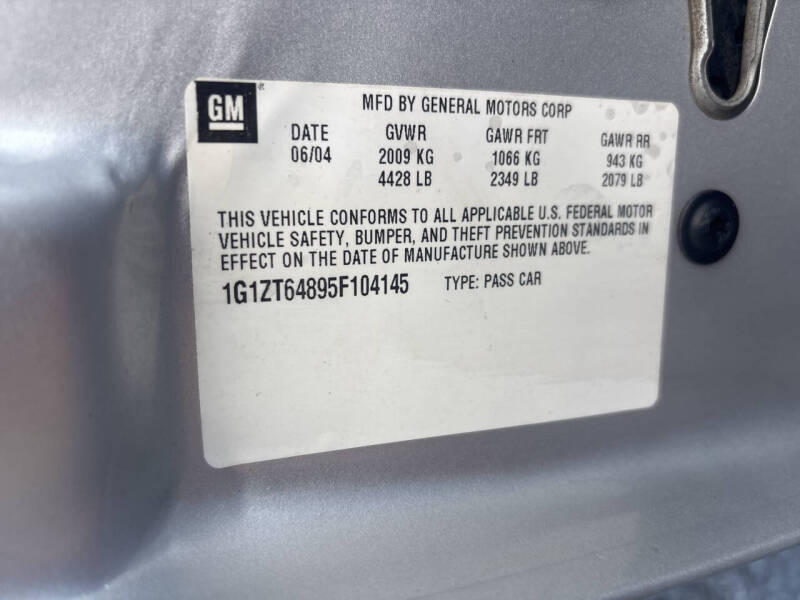 GM
MFD BY GENERAL MOTORS CORP
DATE GVWR GAWR FRT GAWR RR
06/04 2009 KG 1066 KG 943 KG
4428 LB 2349 LB 2079 LB
THIS VEHICLE CONFORMS TO ALL APPLICABLE U.S. FEDERAL MOTOR
VEHICLE SAFETY, BUMPER, AND THEFT PREVENTION STANDARDS IN
EFFECT ON THE DATE OF MANUFACTURE SHOWN ABOVE.
1G1ZT64895F104145 TYPE: PASS CAR